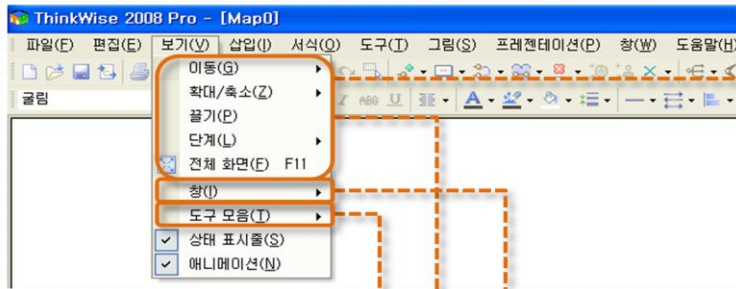 ThinkWise 2008 Pro - [Map0]
파일(F) 편집(E) 보기(V) 삽입(I) 서식(O) 도구(T) 그림(S) 프레젠테이션(P) 창(W) 도움말(H)
이동(G)
확대/축소(Z)
굴림
끌기(P)
단계(L)
전체 화면(F) F11
창(I)
도구 모음(T)
상태 표시줄(S)
애니메이션(N)